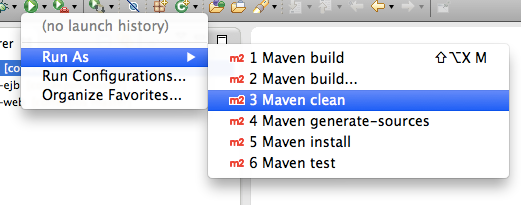 (no launch history)
rer
Run As
[co
Run Configurations...
-ejb
Organize Favorites...
-web
m2 1 Maven build ⇧⌥X M
m2 2 Maven build...
m2 3 Maven clean
m2 4 Maven generate-sources
m2 5 Maven install
m2 6 Maven test